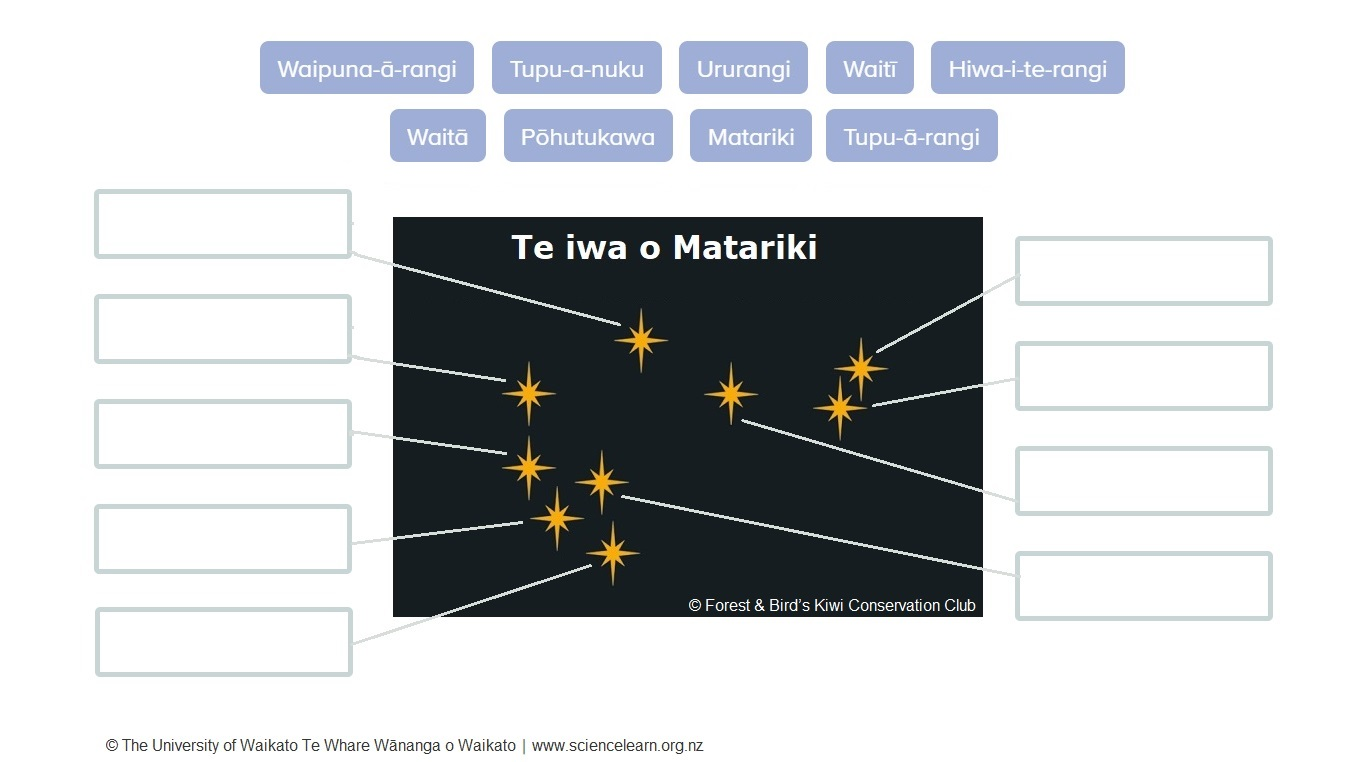 Waipuna-ā-rangi Tupu-a-nuku Ururangi Waitī Hiwa-i-te-rangi
Waitā Pōhutukawa Matariki Tupu-ā-rangi
Te iwa o Matariki
© Forest & Bird’s Kiwi Conservation Club
© The University of Waikato Te Whare Wānanga o Waikato | www.sciencelearn.org.nz